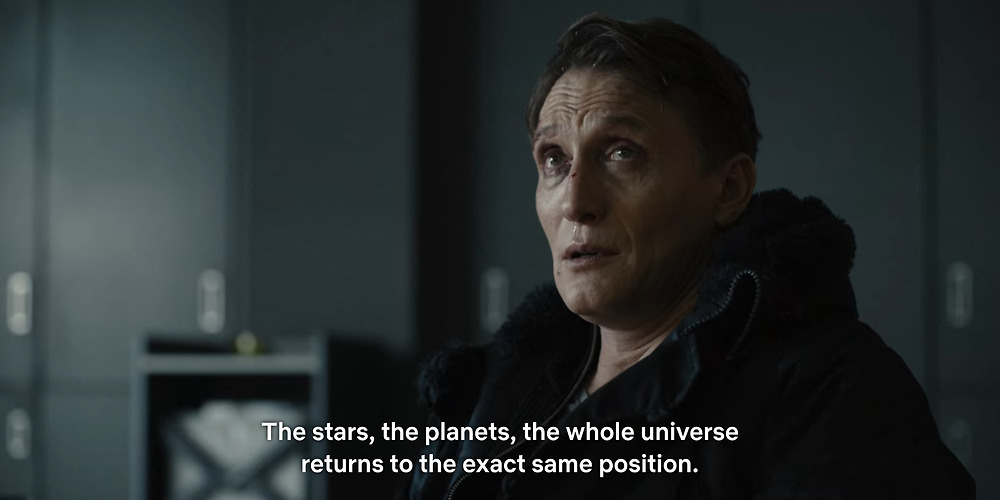 The stars, the planets, the whole universe
returns to the exact same position.